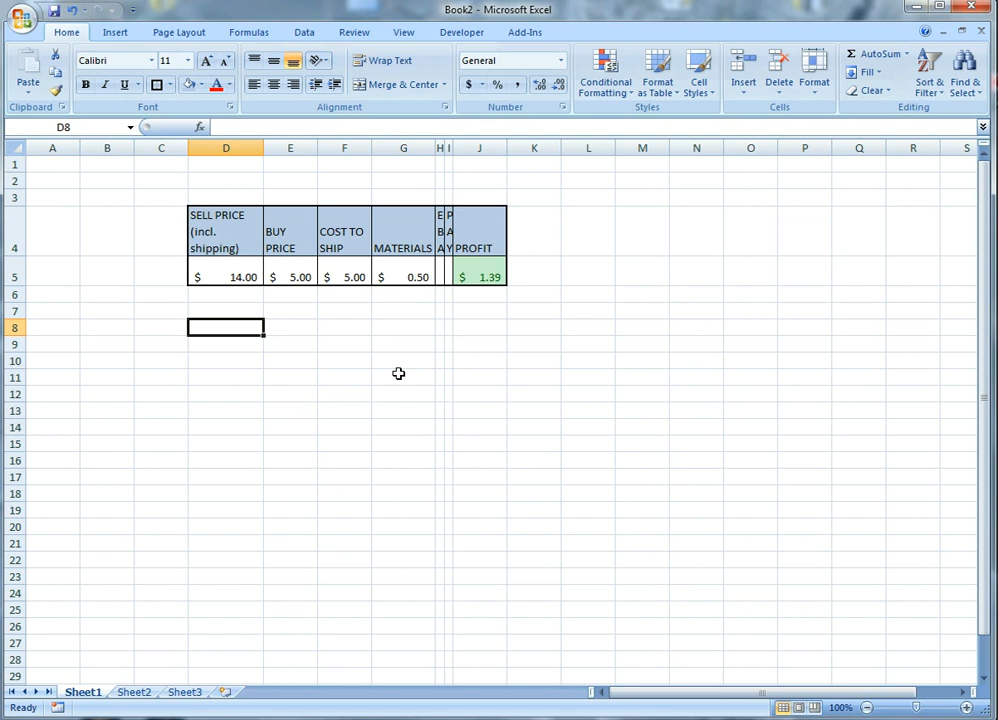 Book2 - Microsoft Excel
Home Insert Page Layout Formulas Data Review View Developer Add-Ins
Paste
Calibri 11 A A
Wrap Text
General
Conditional Formatting
Format as Table
Cell Styles
Insert
Delete
Format
Σ AutoSum
Fill
Sort & Filter
Find & Select
B I U A
Merge & Center
$ % , .00 .0
Clear
Clipboard Font Alignment Number Styles Cells Editing
D8 fx
A B C D E F G H I J K L M N O P Q R S
1
2
3
4 SELL PRICE (incl. shipping) BUY PRICE COST TO SHIP MATERIALS EBA PAY PROFIT
5 $ 14.00 $ 5.00 $ 5.00 $ 0.50 $ 1.39
6
7
8
9
10
11
12
13
14
15
16
17
18
19
20
21
22
23
24
25
26
27
28
29
Sheet1 Sheet2 Sheet3
Ready 100%